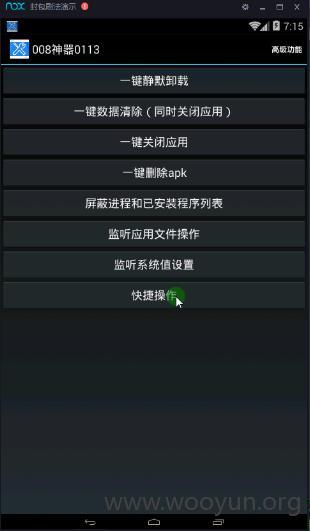 nox 封包刷法演示
7:15
008神器0113
高级功能
一键静默卸载
一键数据清除（同时关闭应用）
一键关闭应用
一键删除apk
屏蔽进程和已安装程序列表
监听应用文件操作
监听系统值设置
快捷操作
www.wooyun.org